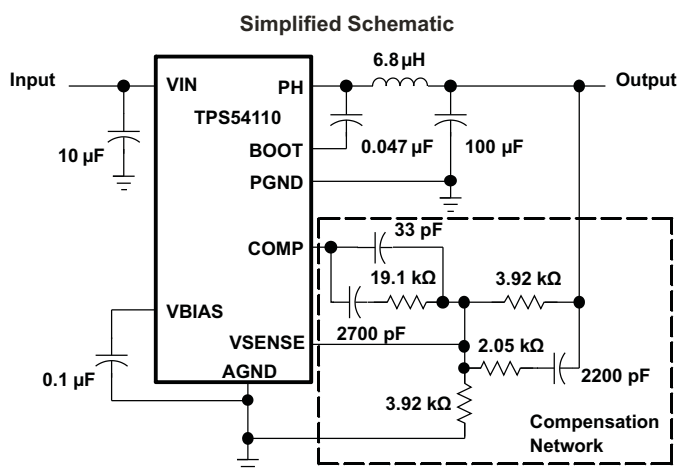 Simplified Schematic
6.8 µH
Input
VIN
PH
Output
TPS54110
10 µF
BOOT
0.047 µF
100 µF
PGND
COMP
33 pF
19.1 kΩ
3.92 kΩ
VBIAS
2700 pF
VSENSE
2.05 kΩ
0.1 µF
AGND
2200 pF
3.92 kΩ
Compensation
Network